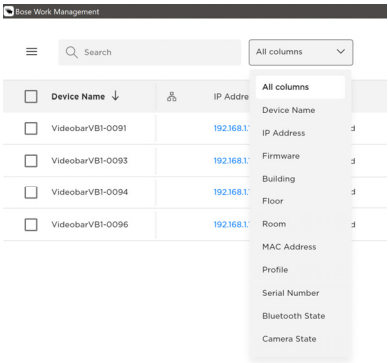 Bose Work Management
Search
All columns
All columns
Device Name
IP Address
Firmware
Building
Floor
Room
MAC Address
Profile
Serial Number
Bluetooth State
Camera State
Device Name ↓
IP Addre
VideobarVB1-0091
192.168.1.
d
VideobarVB1-0093
192.168.1.
d
VideobarVB1-0094
192.168.1.
d
VideobarVB1-0096
192.168.1.
d